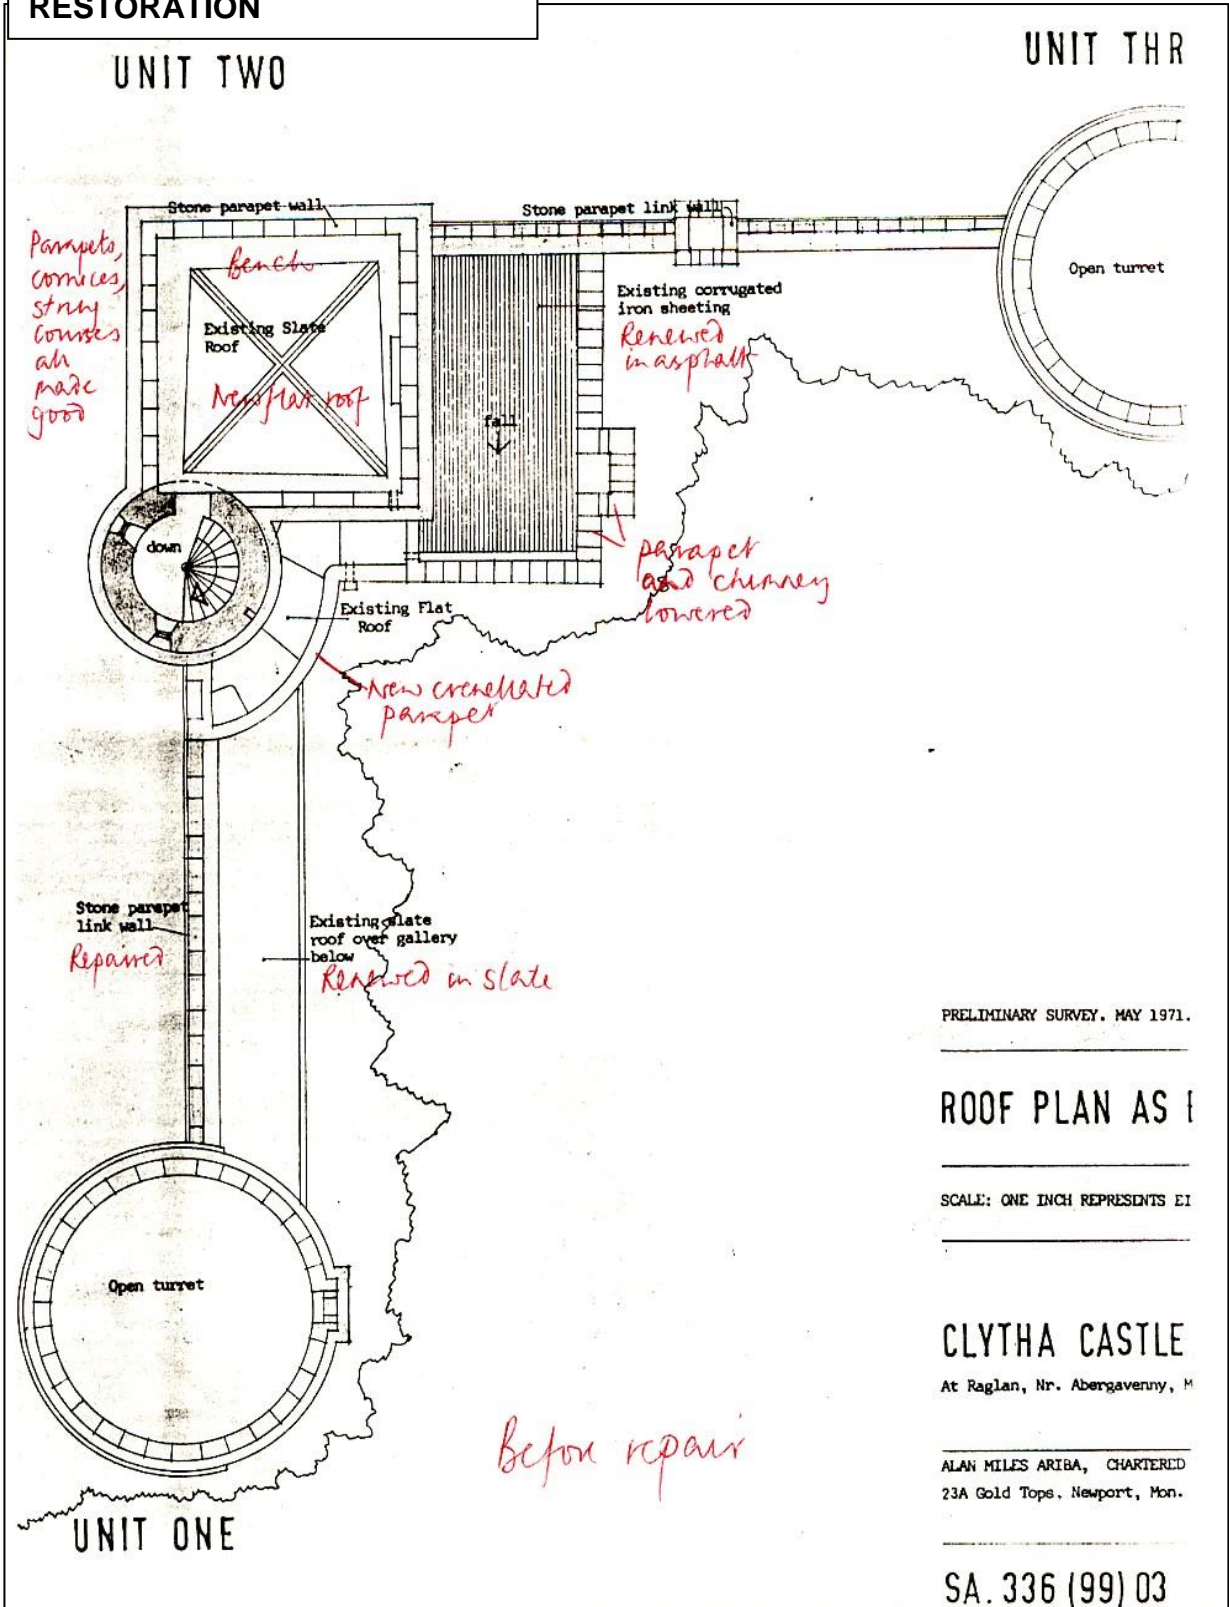 RESTORATION
UNIT TWO
UNIT THR
Stone parapet wall
Stone parapet link wall
Parapets,
cornices,
string
courses
all
made
good
Bench
Existing Slate
Roof
New flat roof
Existing corrugated
iron sheeting
Renewed
in asphalt
Open turret
fall
down
parapet
and chimney
lowered
Existing Flat
Roof
New crenellated
parapet
Stone parapet
link wall
Repaired
Existing slate
roof over gallery
below
Renewed in slate
Open turret
Before repair
UNIT ONE
PRELIMINARY SURVEY. MAY 1971.
ROOF PLAN AS
SCALE: ONE INCH REPRESENTS EI
CLYTHA CASTLE
At Raglan, Nr. Abergavenny, M
ALAN MILES ARIBA, CHARTERED
23A Gold Tops, Newport, Mon.
SA. 336 (99) 03